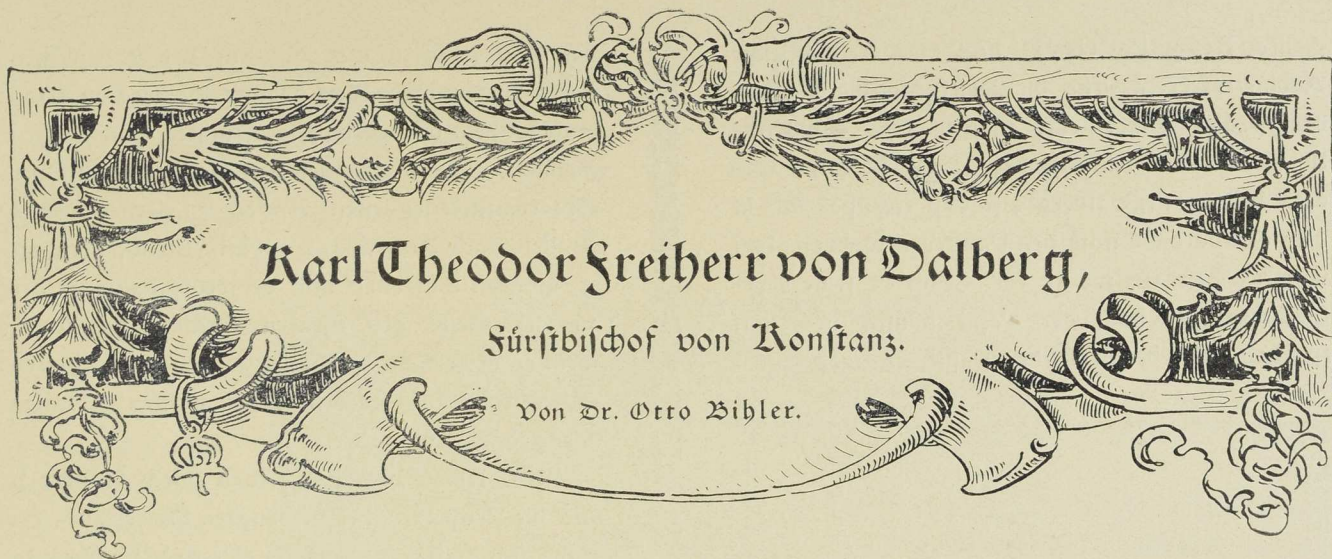 Karl Theodor Freiherr von Dalberg,
Fürstbischof von Konstanz.
Von Dr. Otto Bihler.